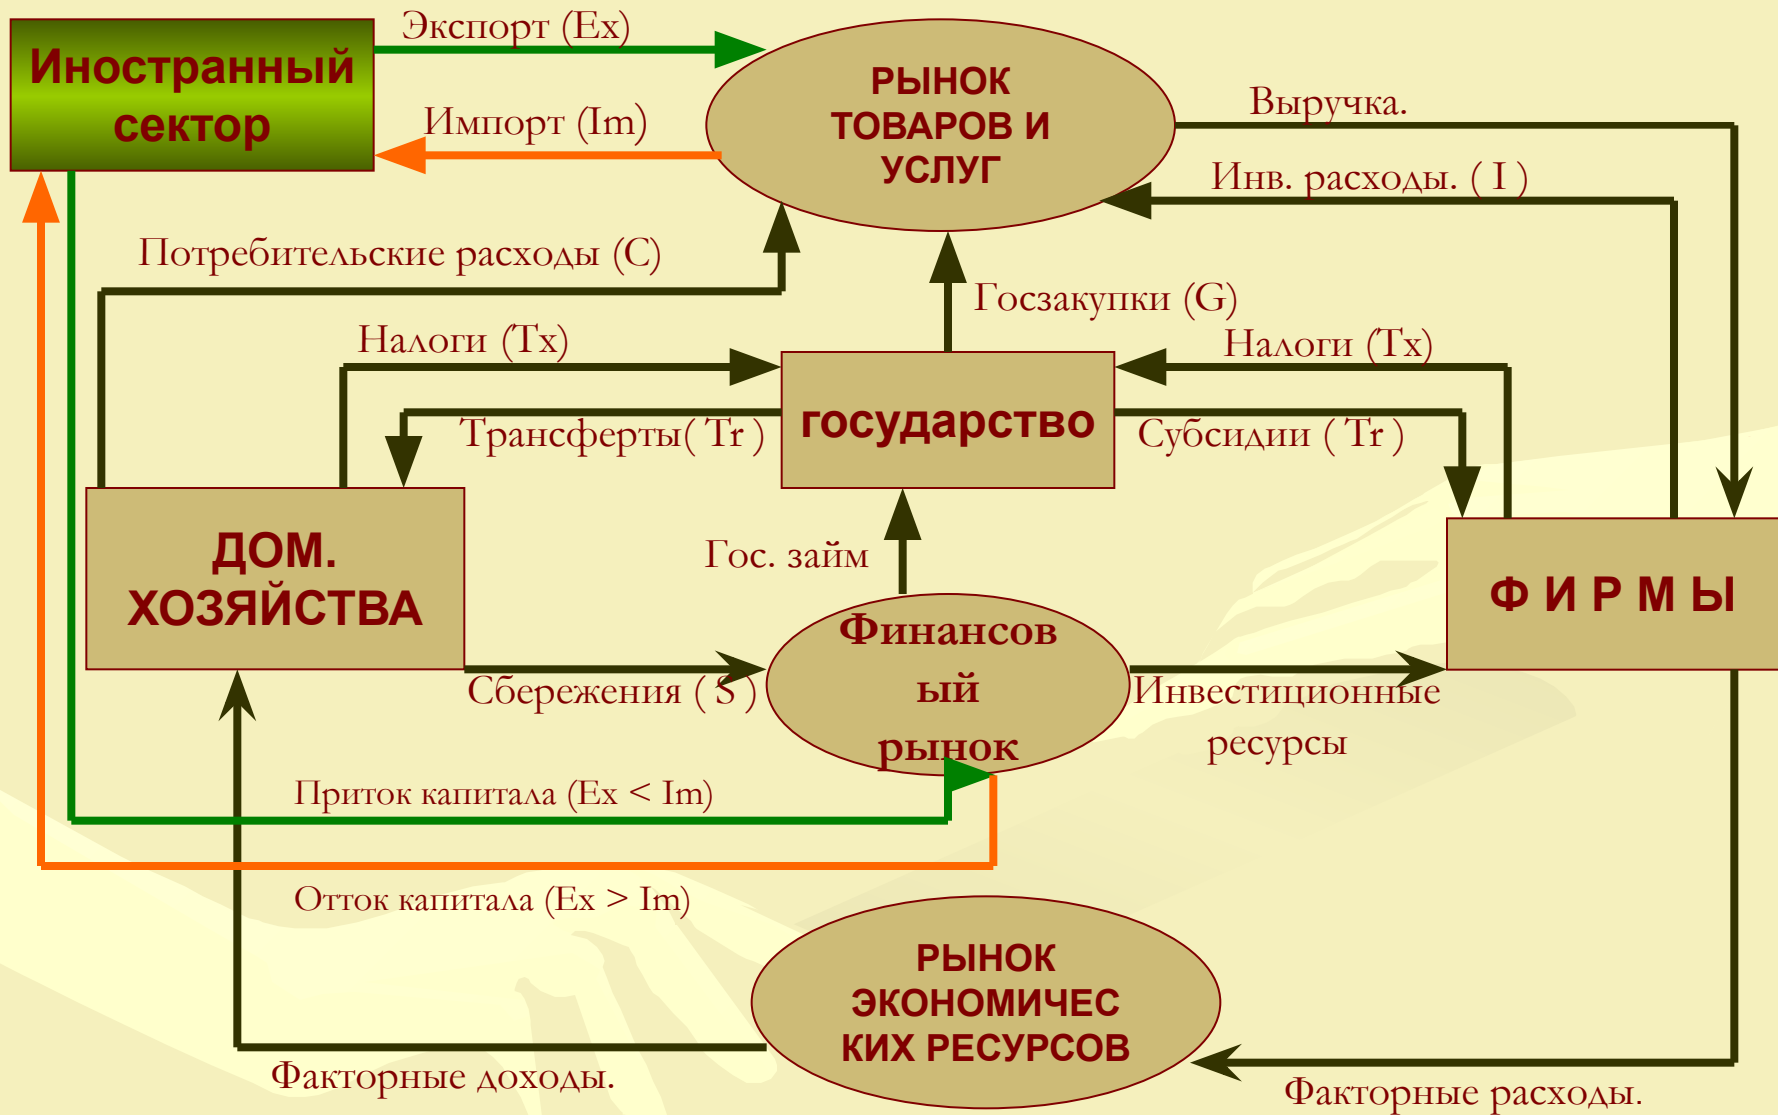 Экспорт (Ex)
Иностранный
сектор
Импорт (Im)
РЫНОК
ТОВАРОВ И
УСЛУГ
Выручка.
Инв. расходы. ( I )
Потребительские расходы (C)
Госзакупки (G)
Налоги (Tx)
Налоги (Tx)
государство
Трансферты( Tr )
Субсидии ( Tr )
ДОМ.
ХОЗЯЙСТВА
Гос. займ
Ф И Р М Ы
Финансов
ый
рынок
Сбережения ( S )
Инвестиционные
ресурсы
Приток капитала (Ex < Im)
Отток капитала (Ex > Im)
РЫНОК
ЭКОНОМИЧЕС
КИХ РЕСУРСОВ
Факторные доходы.
Факторные расходы.